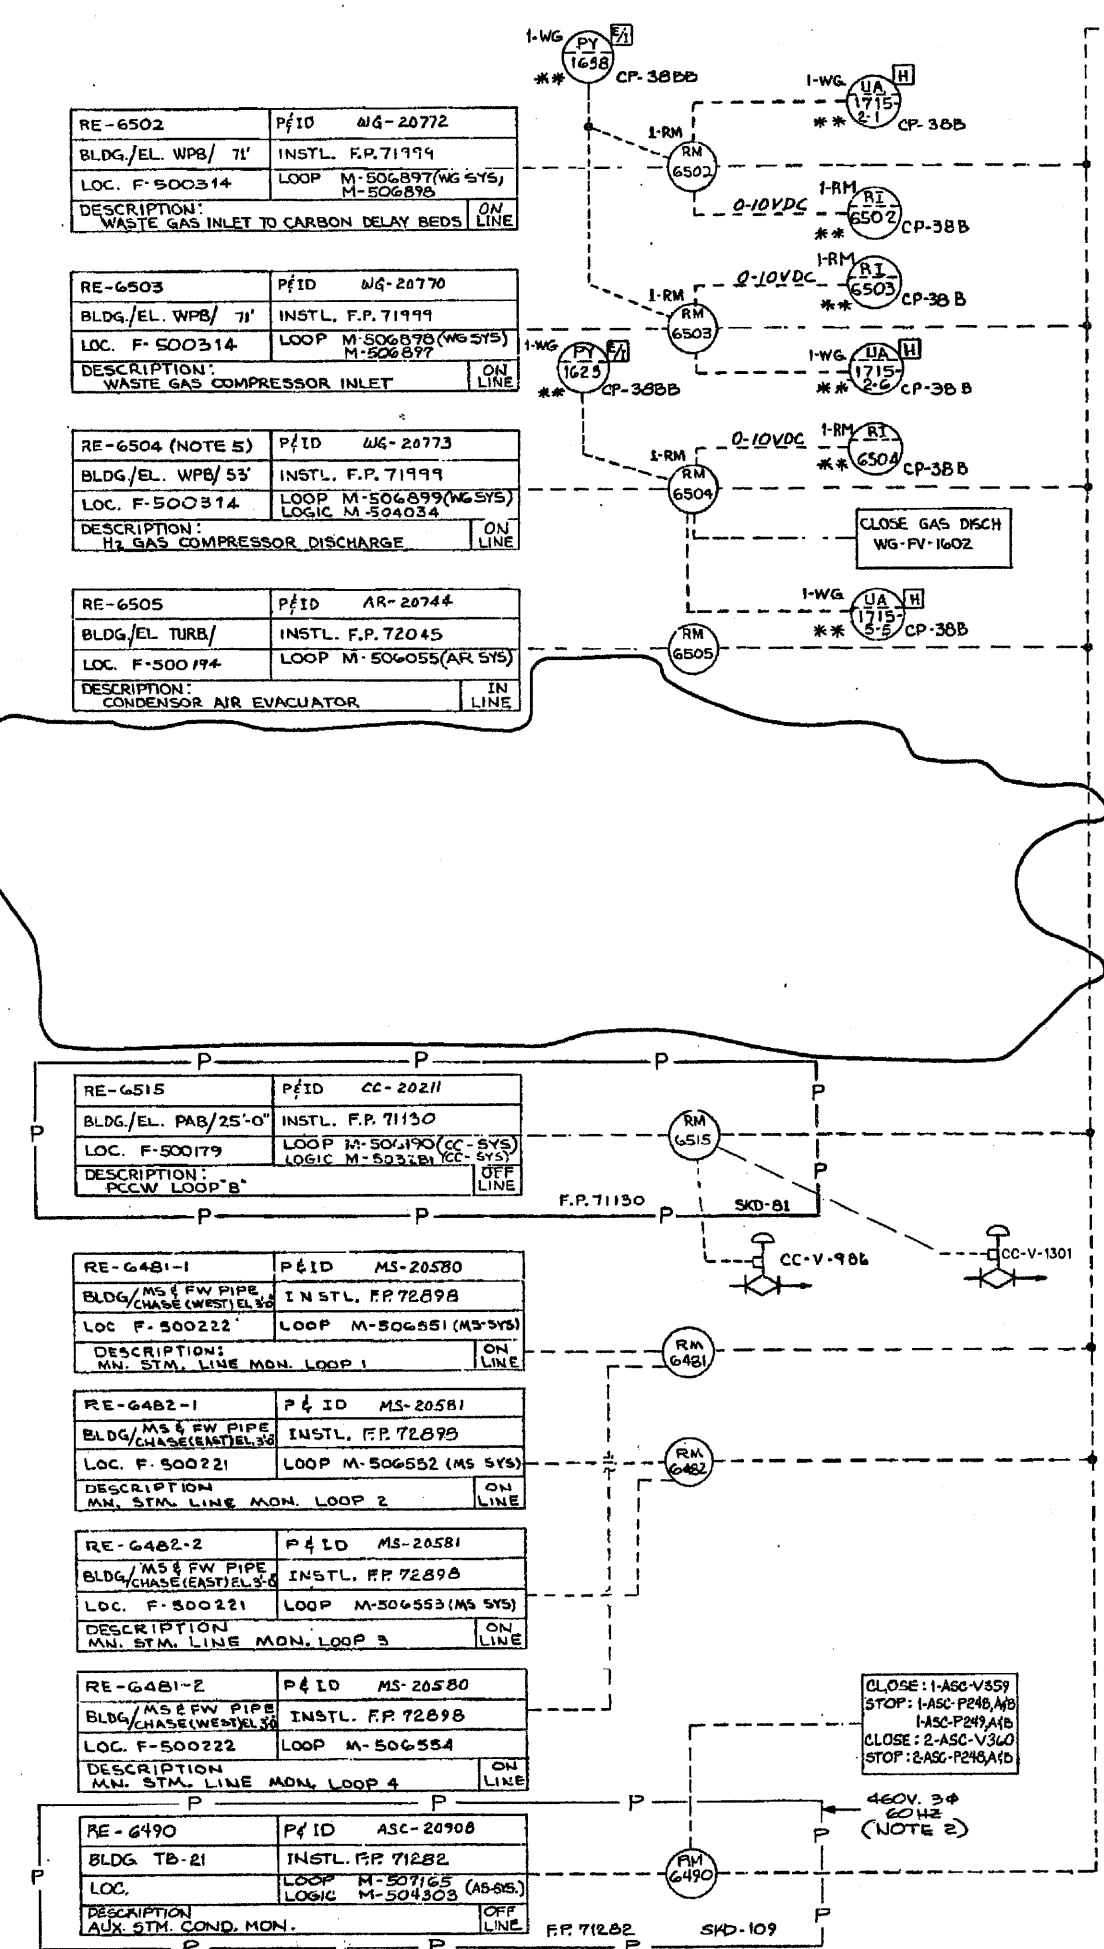 1-WG PY 1658 E/I
** CP-38BB
1-WG UA 1715-2-1 H
** CP-38B
RE-6502 P&ID WG-20772
BLDG./EL. WPB/ 71' INSTL. F.P. 71999
LOC. F-500314 LOOP M-506897(WG SYS)
M-506898
DESCRIPTION: ON
WASTE GAS INLET TO CARBON DELAY BEDS LINE
1-RM RM 6502
0-10VDC 1-RM RI 6502
** CP-38B
RE-6503 P&ID WG-20770
BLDG./EL. WPB/ 71' INSTL. F.P. 71999
LOC. F-500314 LOOP M-506898(WG SYS)
M-506897
DESCRIPTION: ON
WASTE GAS COMPRESSOR INLET LINE
0-10VDC 1-RM RI 6503
** CP-38B
1-RM RM 6503
1-WG UA 1715-2-6 H
** CP-38B
1-WG PY 1625 E/I
** CP-38BB
RE-6504 (NOTE 5) P&ID WG-20773
BLDG./EL. WPB/ 53' INSTL. F.P. 71999
LOC. F-500314 LOOP M-506899(WG SYS)
LOGIC M-504034
DESCRIPTION: ON
H2 GAS COMPRESSOR DISCHARGE LINE
0-10VDC 1-RM RI 6504
** CP-38B
1-RM RM 6504
CLOSE GAS DISCH
WG-FV-1602
1-WG UA 1715-5-5 H
** CP-38B
RE-6505 P&ID AR-20744
BLDG./EL TURB/ INSTL. F.P. 72045
LOC. F-500194 LOOP M-506055(AR SYS)
DESCRIPTION: IN
CONDENSOR AIR EVACUATOR LINE
RM 6505
P P P P
RE-6515 P&ID CC-20211
BLDG./EL. PAB/25'-0" INSTL. F.P. 71130
LOC. F-500179 LOOP M-506190(CC-SYS)
LOGIC M-503281(CC-SYS)
DESCRIPTION: OFF
PCCW LOOP "B" LINE
RM 6515
P P
F.P. 71130 SKD-81
P P P
CC-V-986
CC-V-1301
RE-6481-1 P&ID MS-20580
BLDG/MS & FW PIPE CHASE(WEST)EL 3'0 INSTL. F.P. 72898
LOC F-500222 LOOP M-506551 (MS-SYS)
DESCRIPTION: ON
MN. STM. LINE MON. LOOP 1 LINE
RM 6481
RE-6482-1 P & ID MS-20581
BLDG/MS & FW PIPE CHASE(EAST)EL 3'0 INSTL. F.P. 72898
LOC. F-500221 LOOP M-506552 (MS SYS)
DESCRIPTION ON
MN. STM. LINE MON. LOOP 2 LINE
RM 6482
RE-6482-2 P & ID MS-20581
BLDG/MS & FW PIPE CHASE(EAST)EL 3'-0 INSTL. F.P. 72898
LOC. F-500221 LOOP M-506553(MS SYS)
DESCRIPTION ON
MN. STM. LINE MON. LOOP 3 LINE
RE-6481-2 P & ID MS-20580
BLDG/MS & FW PIPE CHASE(WEST)EL 3'0 INSTL. F.P. 72898
LOC. F-500222 LOOP M-506554
DESCRIPTION ON
MN. STM. LINE MON. LOOP 4 LINE
CLOSE: 1-ASC-V359
STOP: 1-ASC-P248,A&B
1-ASC-P249,A&B
CLOSE: 2-ASC-V360
STOP: 2-ASC-P248,A&B
P P P
460V. 3Φ
60HZ
(NOTE 2)
RE-6490 P&ID ASC-20908
BLDG TB-21 INSTL. F.P. 71282
LOC. LOOP M-507165
LOGIC M-504303 (AS-SYS.)
DESCRIPTION OFF
AUX. STM. COND. MON. LINE
RM 6490
P P P
F.P. 71282 SKD-109
P P P